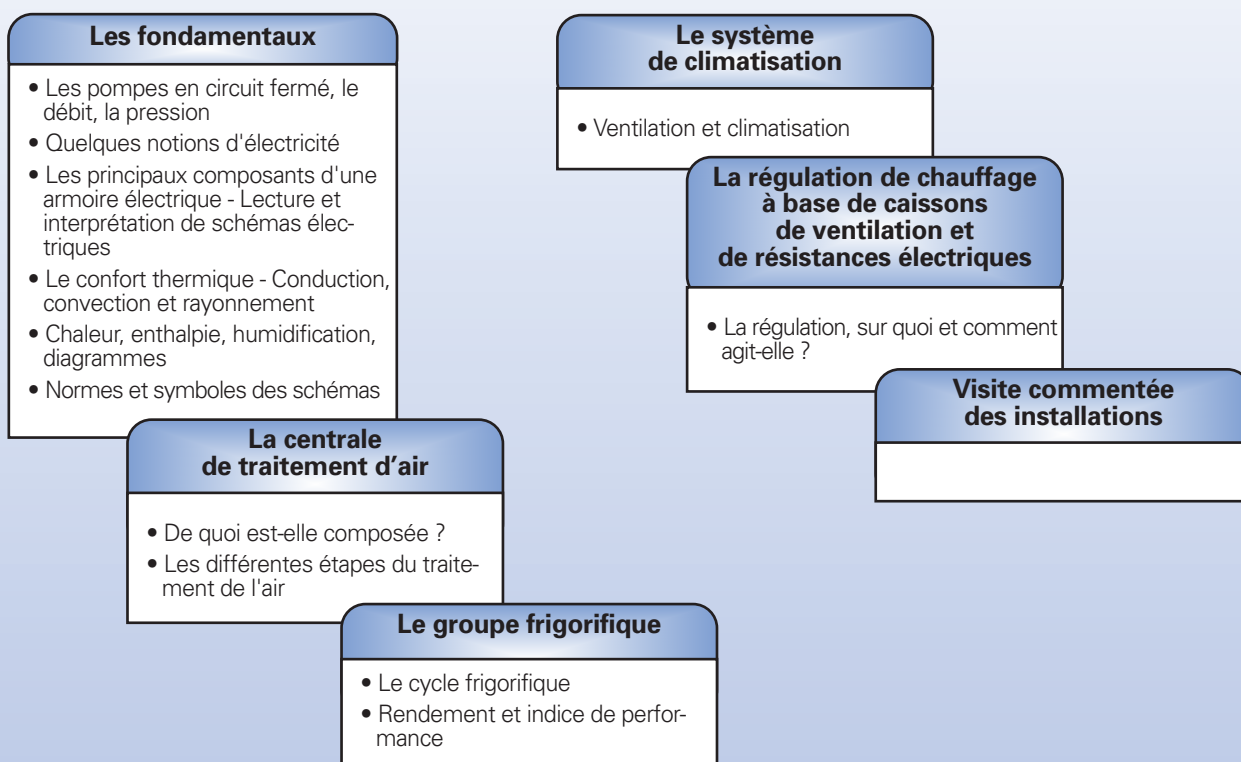 Les fondamentaux
• Les pompes en circuit fermé, le
débit, la pression
• Quelques notions d'électricité
• Les principaux composants d'une
armoire électrique - Lecture et
interprétation de schémas élec-
triques
• Le confort thermique - Conduction,
convection et rayonnement
• Chaleur, enthalpie, humidification,
diagrammes
• Normes et symboles des schémas
La centrale
de traitement d’air
• De quoi est-elle composée ?
• Les différentes étapes du traite-
ment de l'air
Le groupe frigorifique
• Le cycle frigorifique
• Rendement et indice de perfor-
mance
Le système
de climatisation
• Ventilation et climatisation
La régulation de chauffage
à base de caissons
de ventilation et
de résistances électriques
• La régulation, sur quoi et comment
agit-elle ?
Visite commentée
des installations